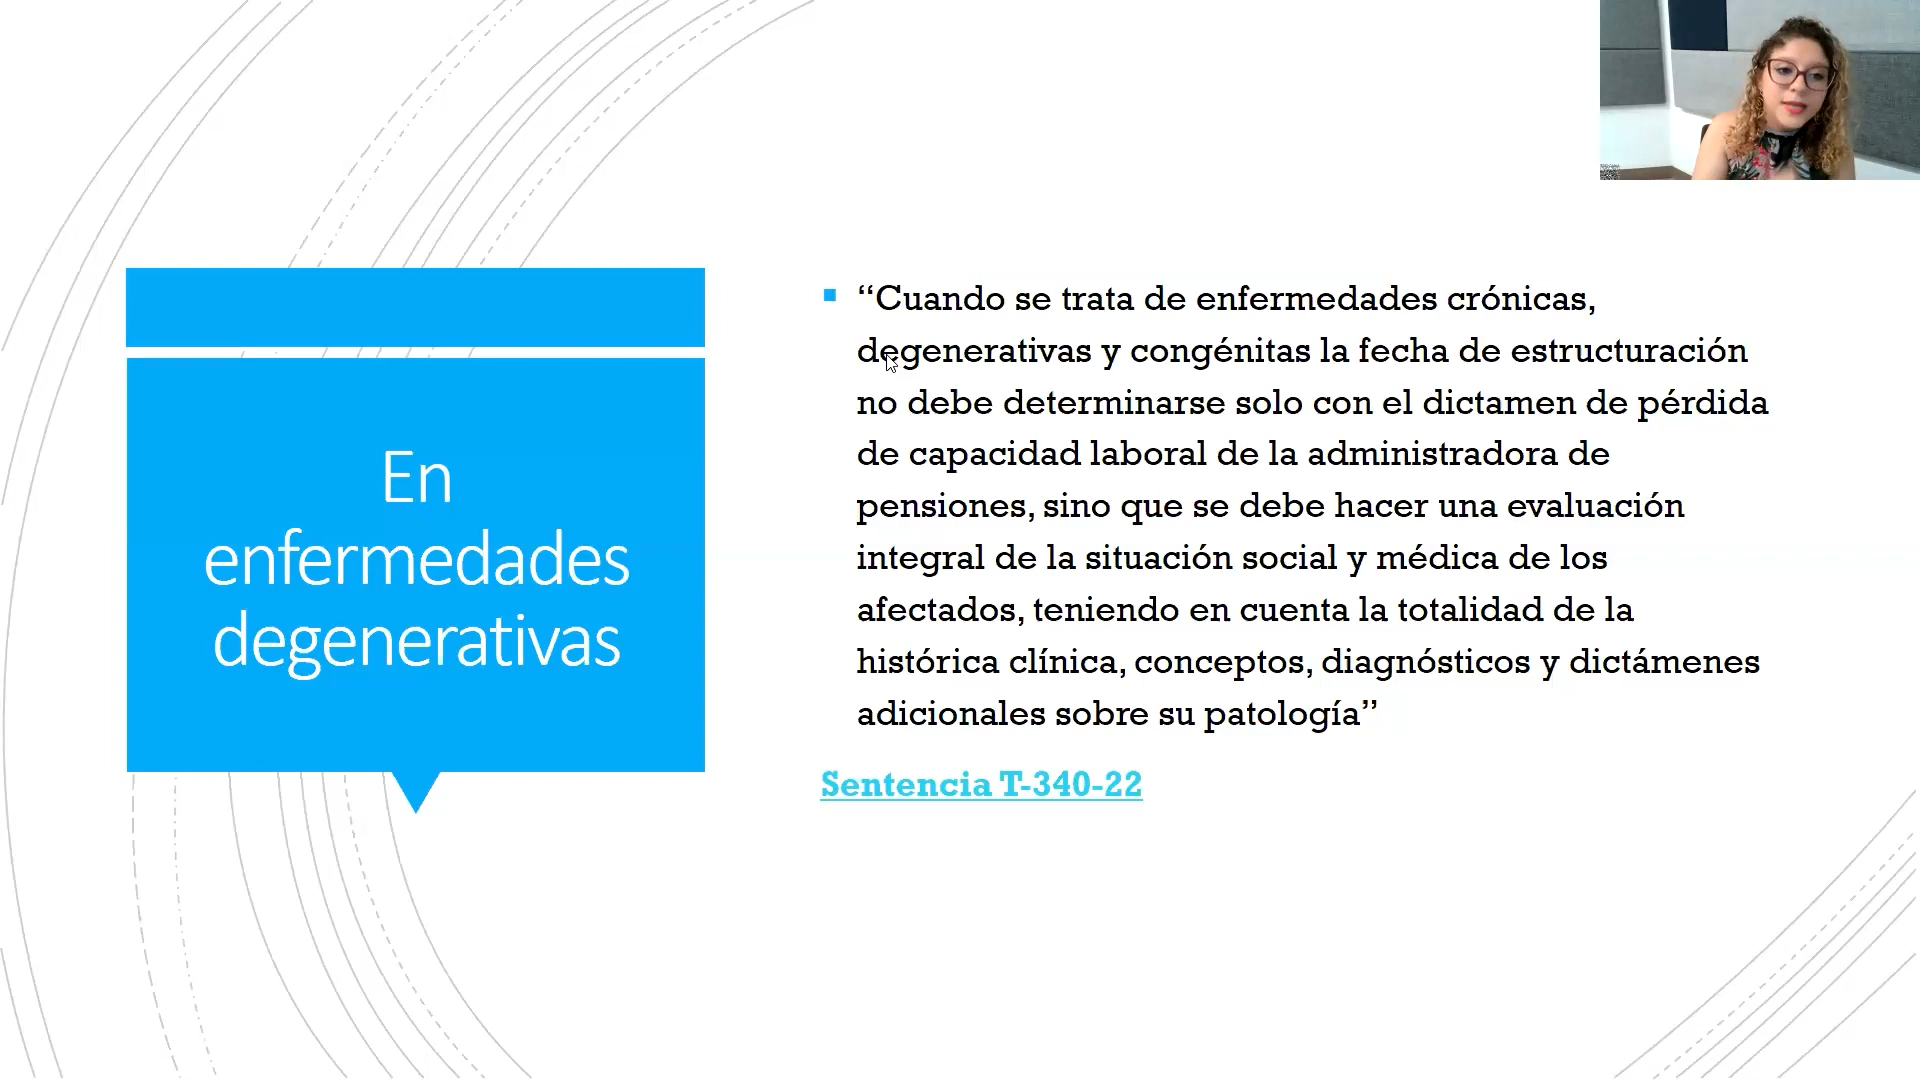 En
enfermedades
degenerativas
“Cuando se trata de enfermedades crónicas,
degenerativas y congénitas la fecha de estructuración
no debe determinarse solo con el dictamen de pérdida
de capacidad laboral de la administradora de
pensiones, sino que se debe hacer una evaluación
integral de la situación social y médica de los
afectados, teniendo en cuenta la totalidad de la
histórica clínica, conceptos, diagnósticos y dictámenes
adicionales sobre su patología”
Sentencia T-340-22